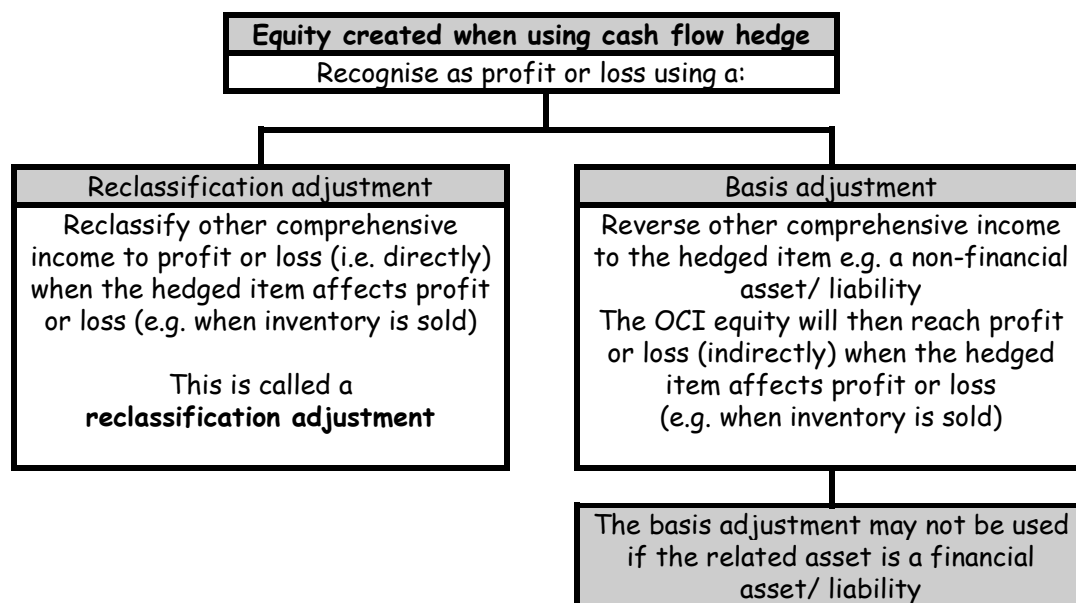 Equity created when using cash flow hedge
Recognise as profit or loss using a:
Reclassification adjustment
Reclassify other comprehensive
income to profit or loss (i.e. directly)
when the hedged item affects profit
or loss (e.g. when inventory is sold)
This is called a
reclassification adjustment
Basis adjustment
Reverse other comprehensive income
to the hedged item e.g. a non-financial
asset/ liability
The OCI equity will then reach profit
or loss (indirectly) when the hedged
item affects profit or loss
(e.g. when inventory is sold)
The basis adjustment may not be used
if the related asset is a financial
asset/ liability